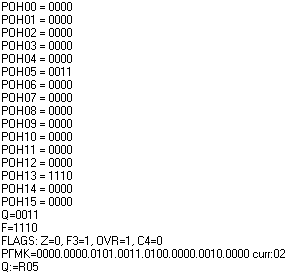 РОН00 = 0000
РОН01 = 0000
РОН02 = 0000
РОН03 = 0000
РОН04 = 0000
РОН05 = 0011
РОН06 = 0000
РОН07 = 0000
РОН08 = 0000
РОН09 = 0000
РОН10 = 0000
РОН11 = 0000
РОН12 = 0000
РОН13 = 1110
РОН14 = 0000
РОН15 = 0000
Q=0011
F=1110
FLAGS: Z=0, F3=1, OVR=1, C4=0
РГМК=0000.0000.0101.0011.0100.0000.0010.0000 curr:02
Q:=R05